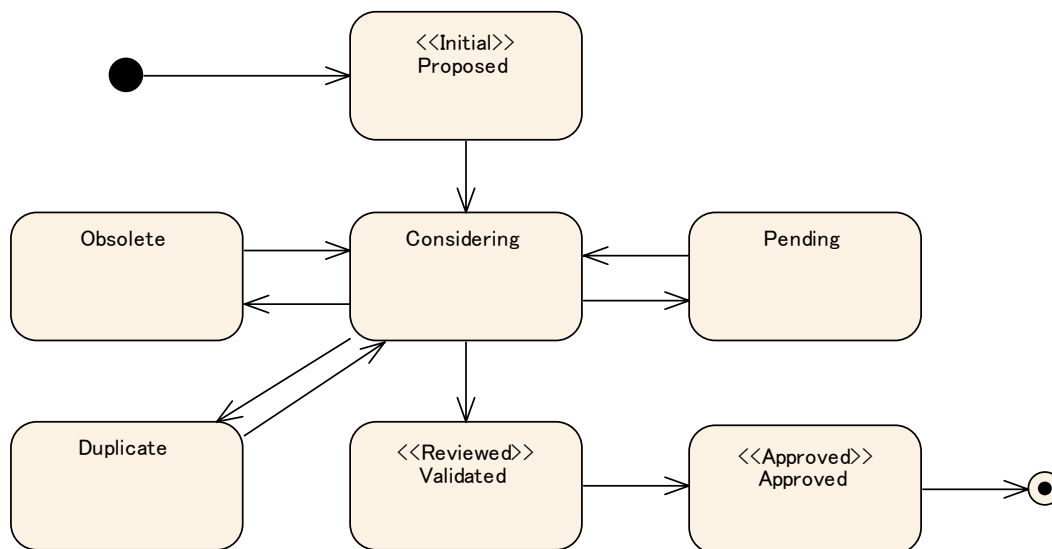 <<Initial>>
Proposed
Obsolete
Considering
Pending
Duplicate
<<Reviewed>>
Validated
<<Approved>>
Approved